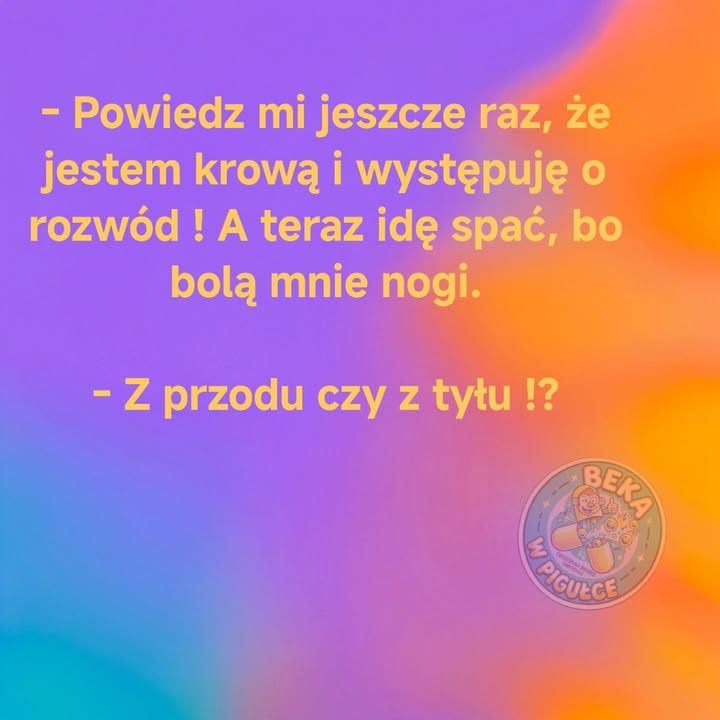 - Powiedz mi jeszcze raz, że
jestem krową i występuję o
rozwód ! A teraz idę spać, bo
bolą mnie nogi.
- Z przodu czy z tyłu !?
BEKA
W PIGUŁCE